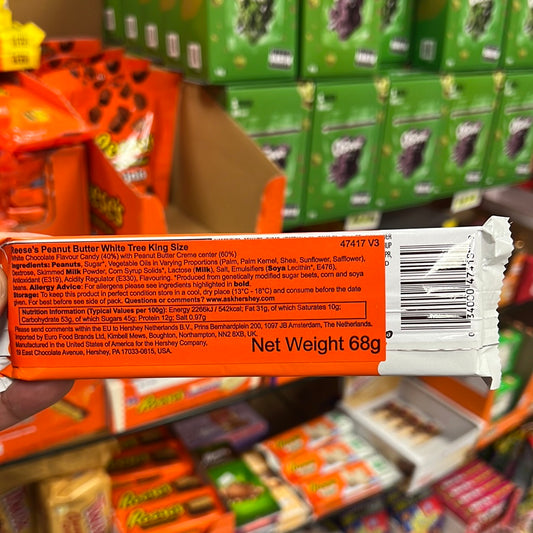 Reese's Peanut Butter White Tree King Size 47417 V3
White Chocolate Flavour Candy (40%) with Peanut Butter Creme center (60%)
Ingredients: Peanuts, Sugar*, Vegetable Oils in Varying Proportions (Palm, Palm Kernel, Shea, Sunflower, Safflower),
Dextrose, Skimmed Milk Powder, Corn Syrup Solids*, Lactose (Milk), Salt, Emulsifiers (Soya Lecithin*, E476),
Antioxidant (E319), Acidity Regulator (E330), Flavouring. *Produced from genetically modified sugar beets, corn and soya
beans. Allergy Advice: For allergens please see ingredients highlighted in bold.
Storage: To keep this product in perfect condition store in a cool, dry place (13°C - 18°C) and consume before the date
given. For best before see side of pack. Questions or comments? www.askhershey.com
Nutrition Information (Typical Values per 100g): Energy 2266kJ / 542kcal; Fat 31g, of which Saturates 10g;
Carbohydrate 53g, of which Sugars 45g; Protein 12g; Salt 0.97g
Please send comments within the EU to Hershey Netherlands B.V., Prins Bernhardplein 200, 1097 JB Amsterdam, The Netherlands.
Imported by Euro Food Brands Ltd, Kimbell Mews, Boughton, Northampton, NN2 8XB, UK.
Manufactured in the United States of America for the Hershey Company,
19 East Chocolate Avenue, Hershey, PA 17033-0815, USA.
Net Weight 68g